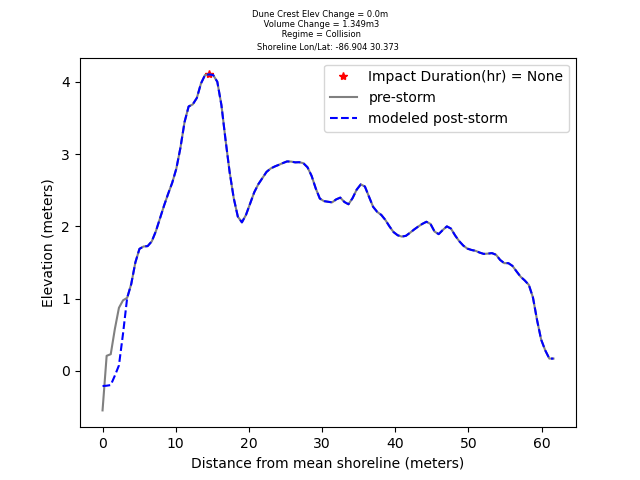 Dune Crest Elev Change = 0.0m
Volume Change = 1.349m3
Regime = Collision
Shoreline Lon/Lat: -86.904 30.373
Impact Duration(hr) = None
pre-storm
modeled post-storm
4
3
2
1
0
Elevation (meters)
0 10 20 30 40 50 60
Distance from mean shoreline (meters)